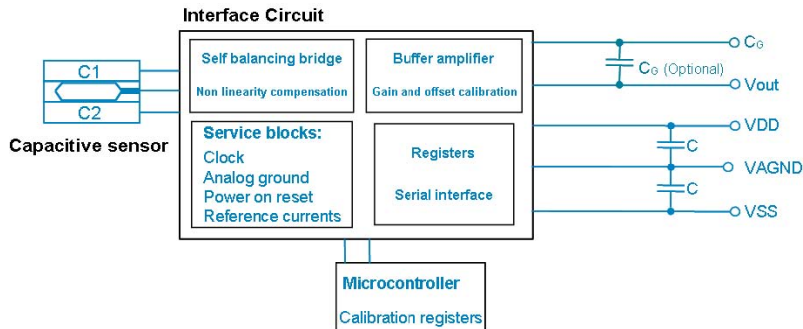 Interface Circuit
Self balancing bridge
Non linearity compensation
Buffer amplifier
Gain and offset calibration
C1
C2
Capacitive sensor
Service blocks:
Clock
Analog ground
Power on reset
Reference currents
Registers
Serial interface
CG
CG (Optional)
Vout
VDD
C
VAGND
C
VSS
Microcontroller
Calibration registers